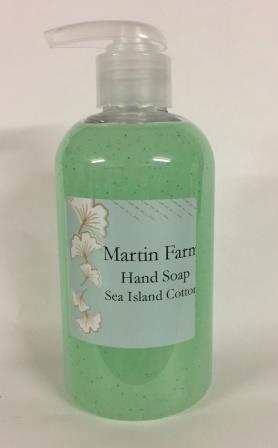 Martin Farm
Hand Soap
Sea Island Cotton